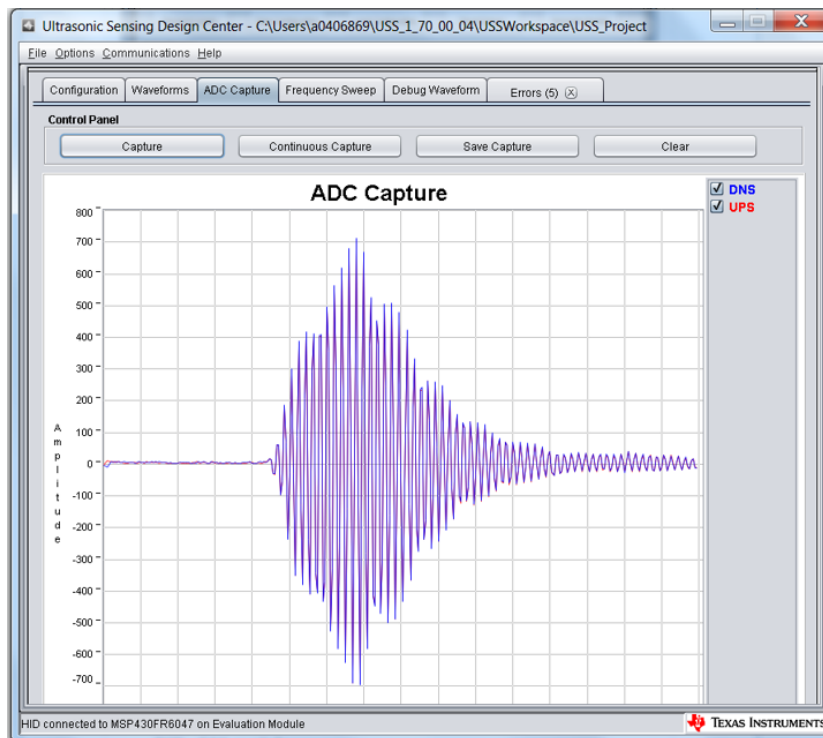 Ultrasonic Sensing Design Center - C:\Users\a0406869\USS_1_70_00_04\USSWorkspace\USS_Project
File Options Communications Help
Configuration Waveforms ADC Capture Frequency Sweep Debug Waveform Errors (5)
Control Panel
Capture Continuous Capture Save Capture Clear
ADC Capture
DNS
UPS
800
700
600
500
400
300
200
100
0
-100
-200
-300
-400
-500
-600
-700
Amplitude
HID connected to MSP430FR6047 on Evaluation Module
TEXAS INSTRUMENTS